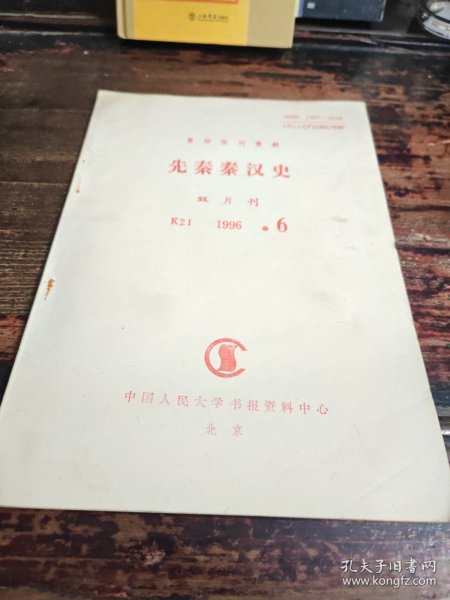 复印报刊资料
先秦秦汉史
双月刊
K21 1996 .6
中国人民大学书报资料中心
北京
孔夫子旧书网
www.kongfz.com